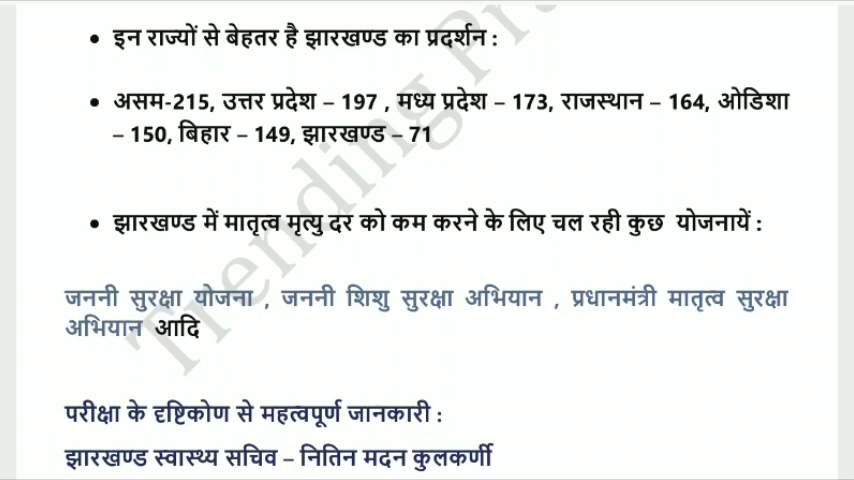 • इन राज्यों से बेहतर है झारखण्ड का प्रदर्शन :
• असम-215, उत्तर प्रदेश – 197 , मध्य प्रदेश – 173, राजस्थान – 164, ओडिशा
– 150, बिहार – 149, झारखण्ड – 71
• झारखण्ड में मातृत्व मृत्यु दर को कम करने के लिए चल रही कुछ योजनायें :
जननी सुरक्षा योजना , जननी शिशु सुरक्षा अभियान , प्रधानमंत्री मातृत्व सुरक्षा
अभियान आदि
परीक्षा के दृष्टिकोण से महत्वपूर्ण जानकारी :
झारखण्ड स्वास्थ्य सचिव – नितिन मदन कुलकर्णी
Trending